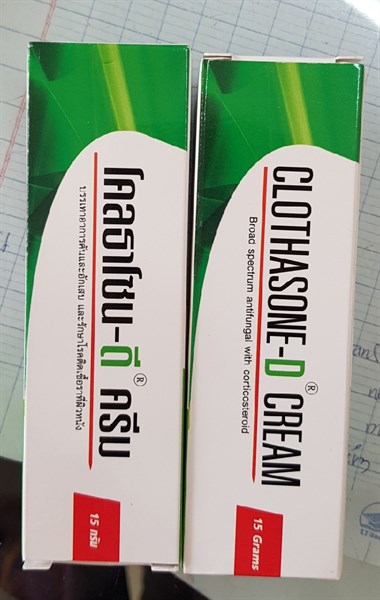 โคลธาโซน-ดี® ครีม
บรรเทาอาการคันและอักเสบ และรักษาโรคติดเชื้อราที่ผิวหนัง
15 กรัม
CLOTHASONE-D® CREAM
Broad spectrum antifungal with corticosteroid
15 Grams